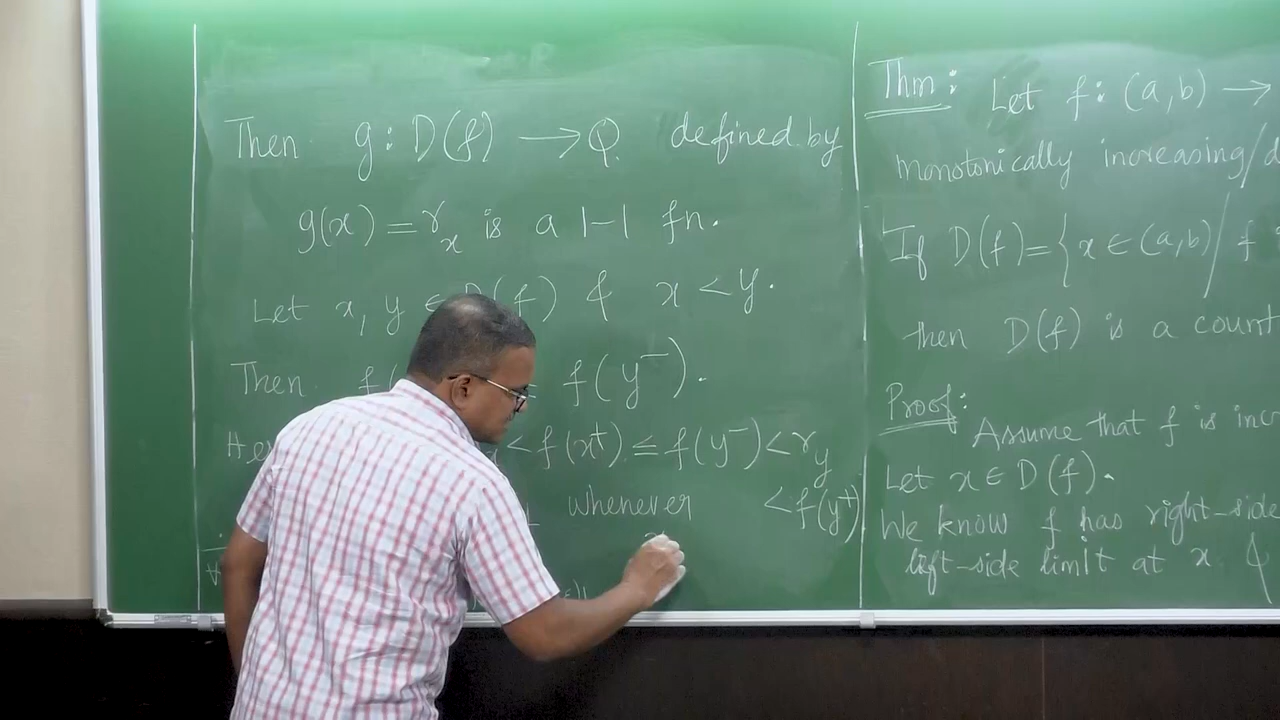 Then g : D(f) → Q defined by
g(x) = r_x is a 1-1 fn.
Let x, y ∈ D(f) & x < y.
Then f( f(y⁻).
< f(x⁺) ≤ f(y⁻) < r_y
whenever < f(y⁺)
Thm: Let f: (a,b) →
monotonically increasing/d
If D(f) = { x ∈ (a,b) / f
then D(f) is a count
Proof: Assume that f is inc
Let x ∈ D(f).
We know f has right-side
left-side limit at x &